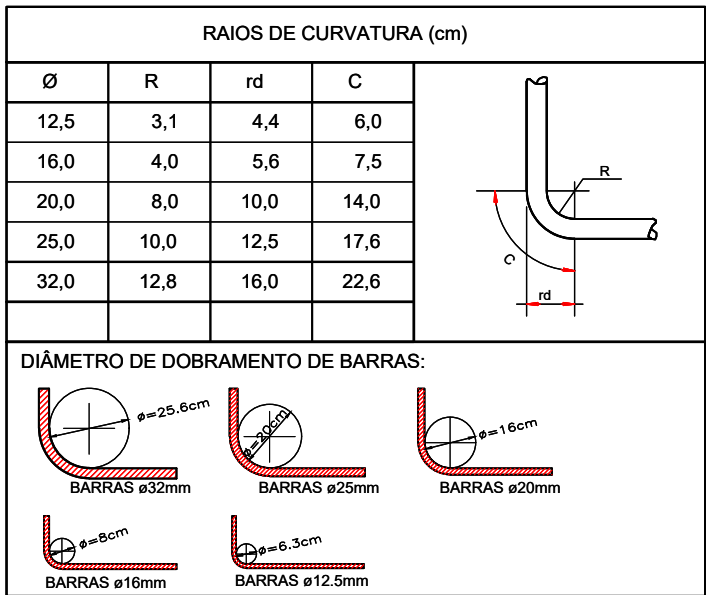 RAIOS DE CURVATURA (cm)
Ø R rd C
12,5 3,1 4,4 6,0
16,0 4,0 5,6 7,5
20,0 8,0 10,0 14,0
25,0 10,0 12,5 17,6
32,0 12,8 16,0 22,6
R
C
rd
DIÂMETRO DE DOBRAMENTO DE BARRAS:
ø=25.6cm
BARRAS ø32mm
ø=20cm
BARRAS ø25mm
ø=16cm
BARRAS ø20mm
ø=8cm
BARRAS ø16mm
ø=6.3cm
BARRAS ø12.5mm